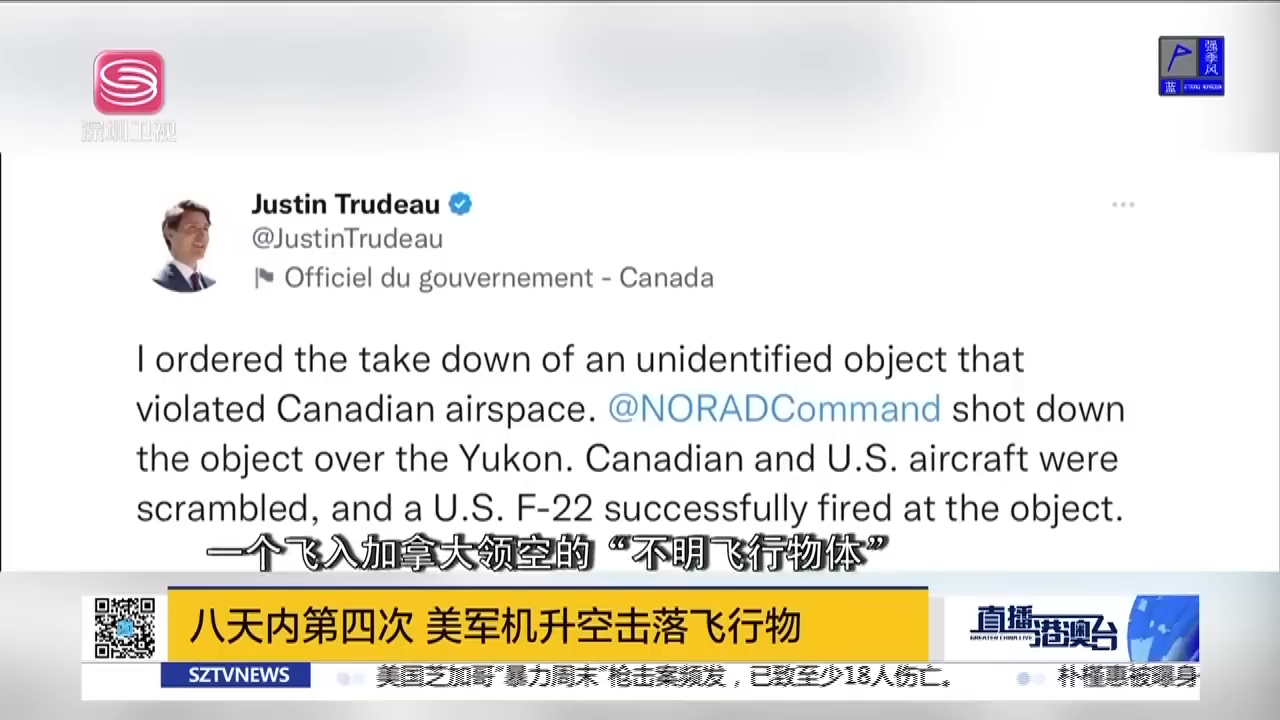 深圳卫视
强季风
蓝
STRONG MONSOON
Justin Trudeau
@JustinTrudeau
Officiel du gouvernement - Canada
I ordered the take down of an unidentified object that
violated Canadian airspace. @NORADCommand shot down
the object over the Yukon. Canadian and U.S. aircraft were
scrambled, and a U.S. F-22 successfully fired at the object.
一个飞入加拿大领空的“不明飞行物体”
八天内第四次 美军机升空击落飞行物
直播港澳台
GREATER CHINA LIVE
SZTVNEWS
美国芝加哥“暴力周末”枪击案频发，已致至少18人伤亡。
朴槿惠被曝身